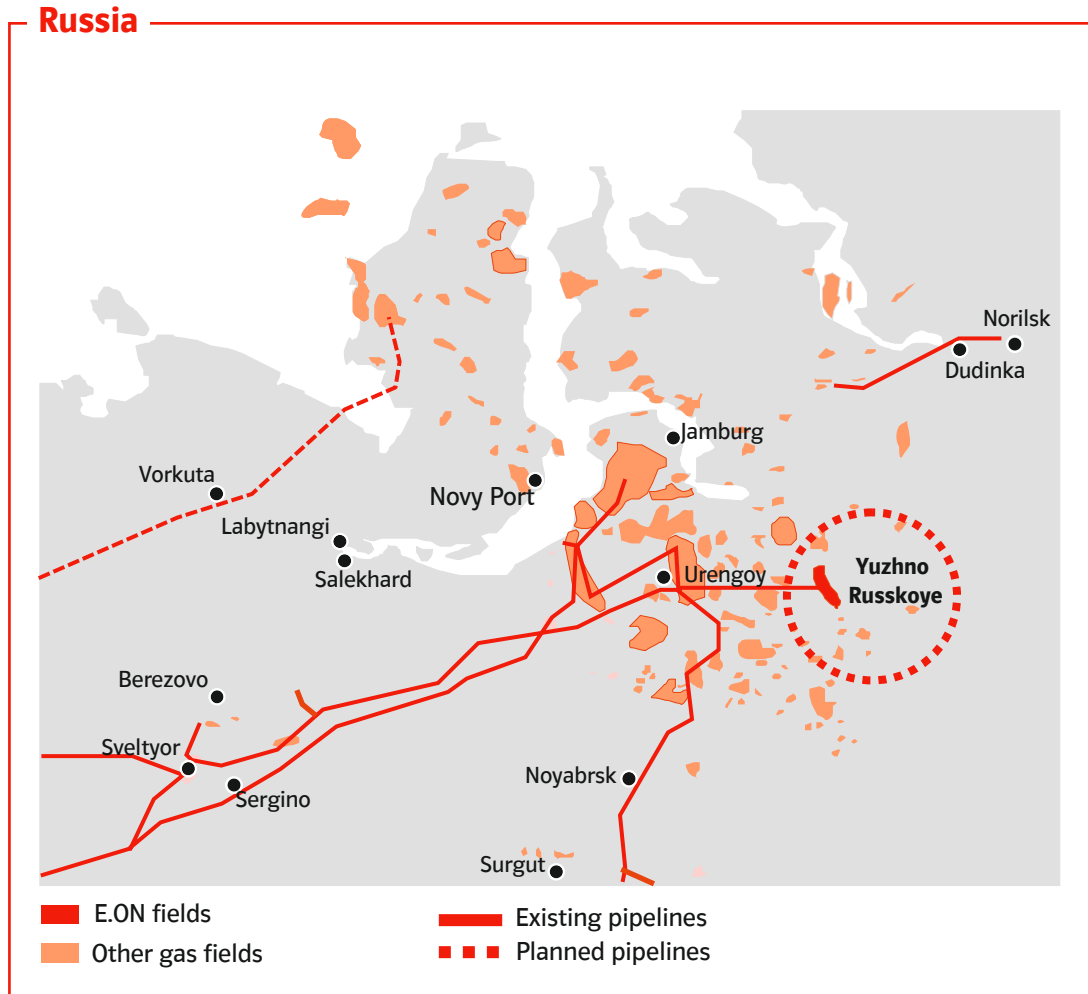 Russia
Norilsk
Dudinka
Jamburg
Vorkuta
Novy Port
Labytnangi
Salekhard
Urengoy
Yuzhno
Russkoye
Berezovo
Sveltyor
Sergino
Noyabrsk
Surgut
E.ON fields
Existing pipelines
Other gas fields
Planned pipelines